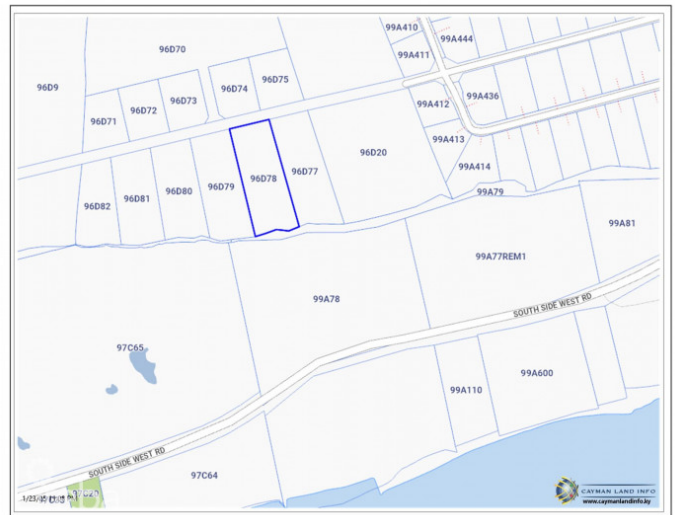 99A410
99A444
96D70
99A411
96D75
96D9
96D74
96D73
99A436
96D72
99A412
96D71
99A413
96D20
99A414
96D77
96D78
96D79
96D80
96D81
96D82
99A79
99A81
99A77REM1
99A78
SOUTH SIDE WEST RD
97C65
99A600
99A110
SOUTH SIDE WEST RD
97C64
CAYMAN LAND INFO
www.caymanlandinfo.ky